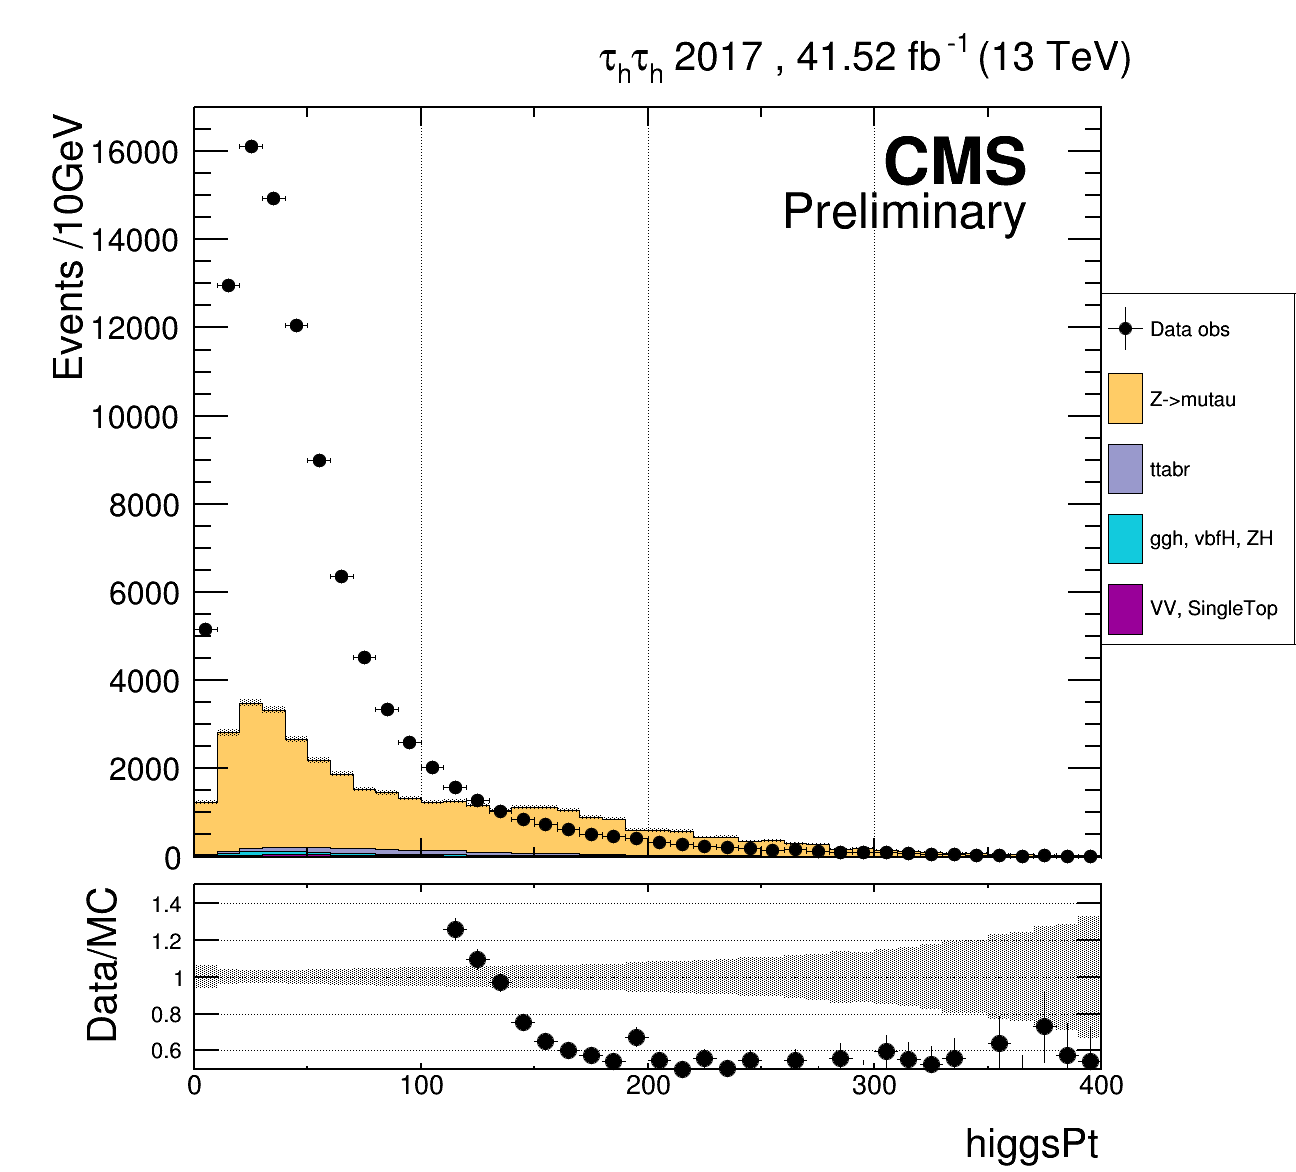 τhτh 2017 , 41.52 fb-1 (13 TeV)
Events /10GeV
16000
14000
12000
10000
8000
6000
4000
2000
0
CMS
Preliminary
Data obs
Z->mutau
ttabr
ggh, vbfH, ZH
VV, SingleTop
Data/MC
1.4
1.2
1
0.8
0.6
0 100 200 300 400
higgsPt